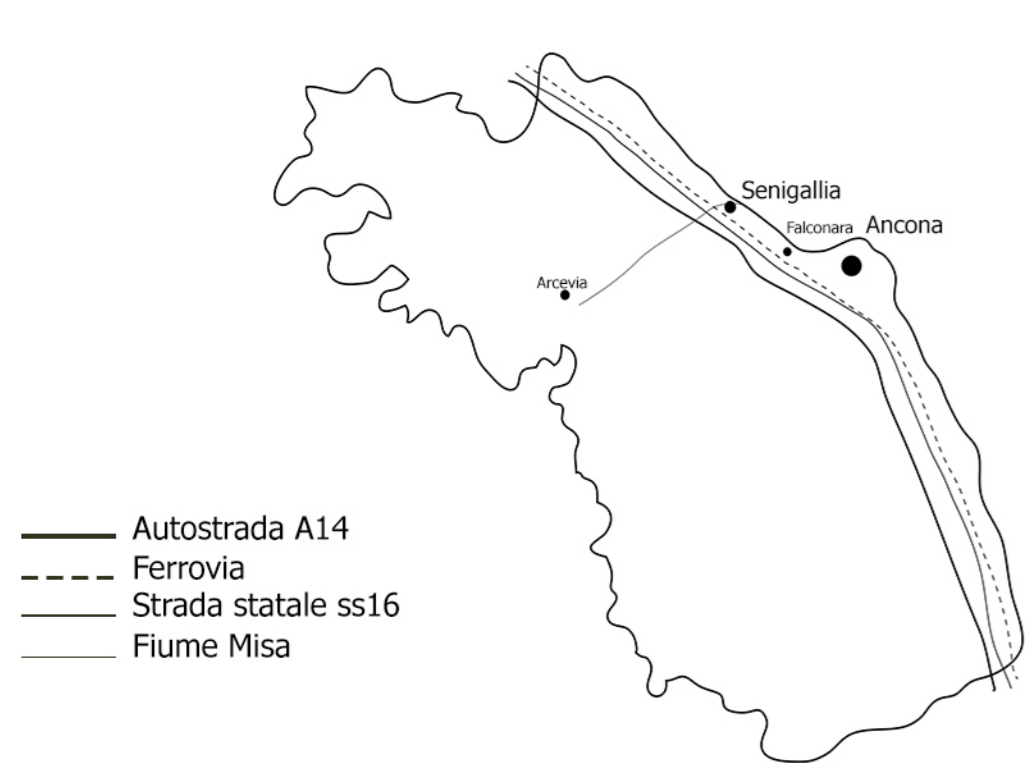 Senigallia
Falconara
Ancona
Arcevia
Autostrada A14
Ferrovia
Strada statale ss16
Fiume Misa